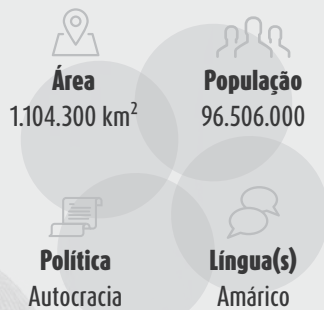 Área
1.104.300 km²
População
96.506.000
Política
Autocracia
Língua(s)
Amárico